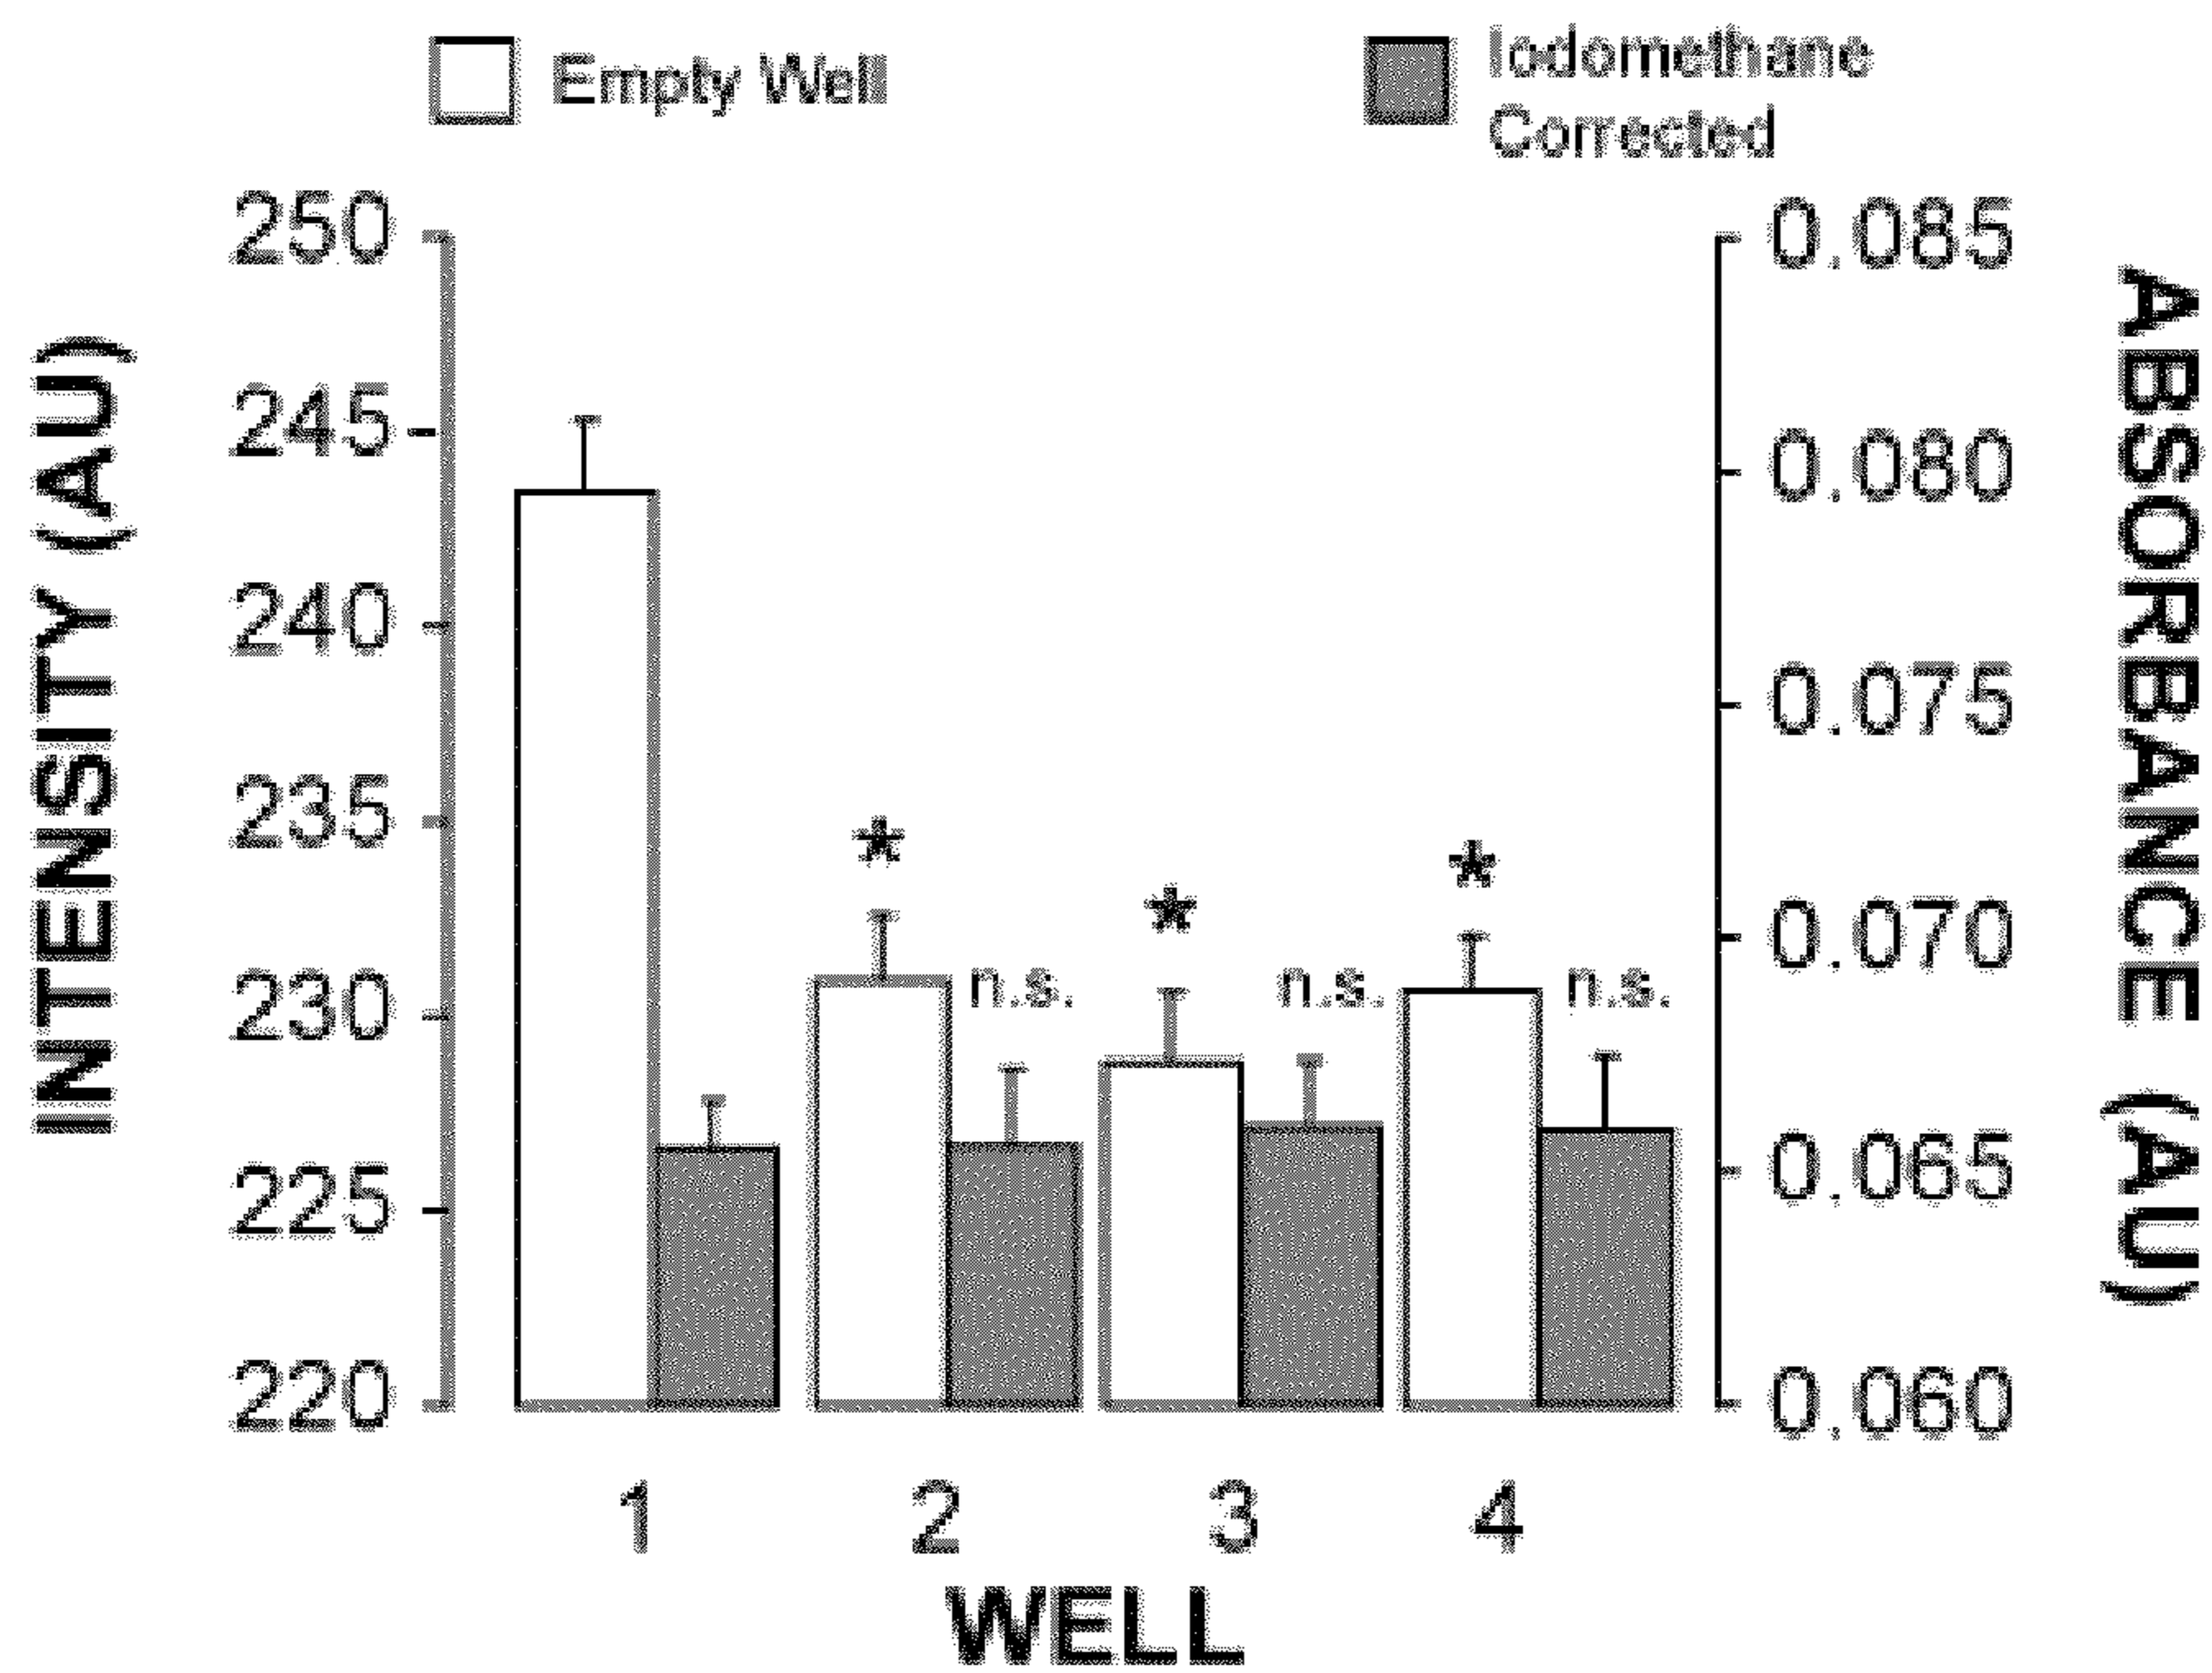 Empty Well
Iodomethane
Corrected
INTENSITY (AU)
250
245
240
235
230
225
220
*
*
*
n.s.
n.s.
n.s.
0.085
0.080
0.075
0.070
0.065
0.060
ABSORBANCE (AU)
1 2 3 4
WELL